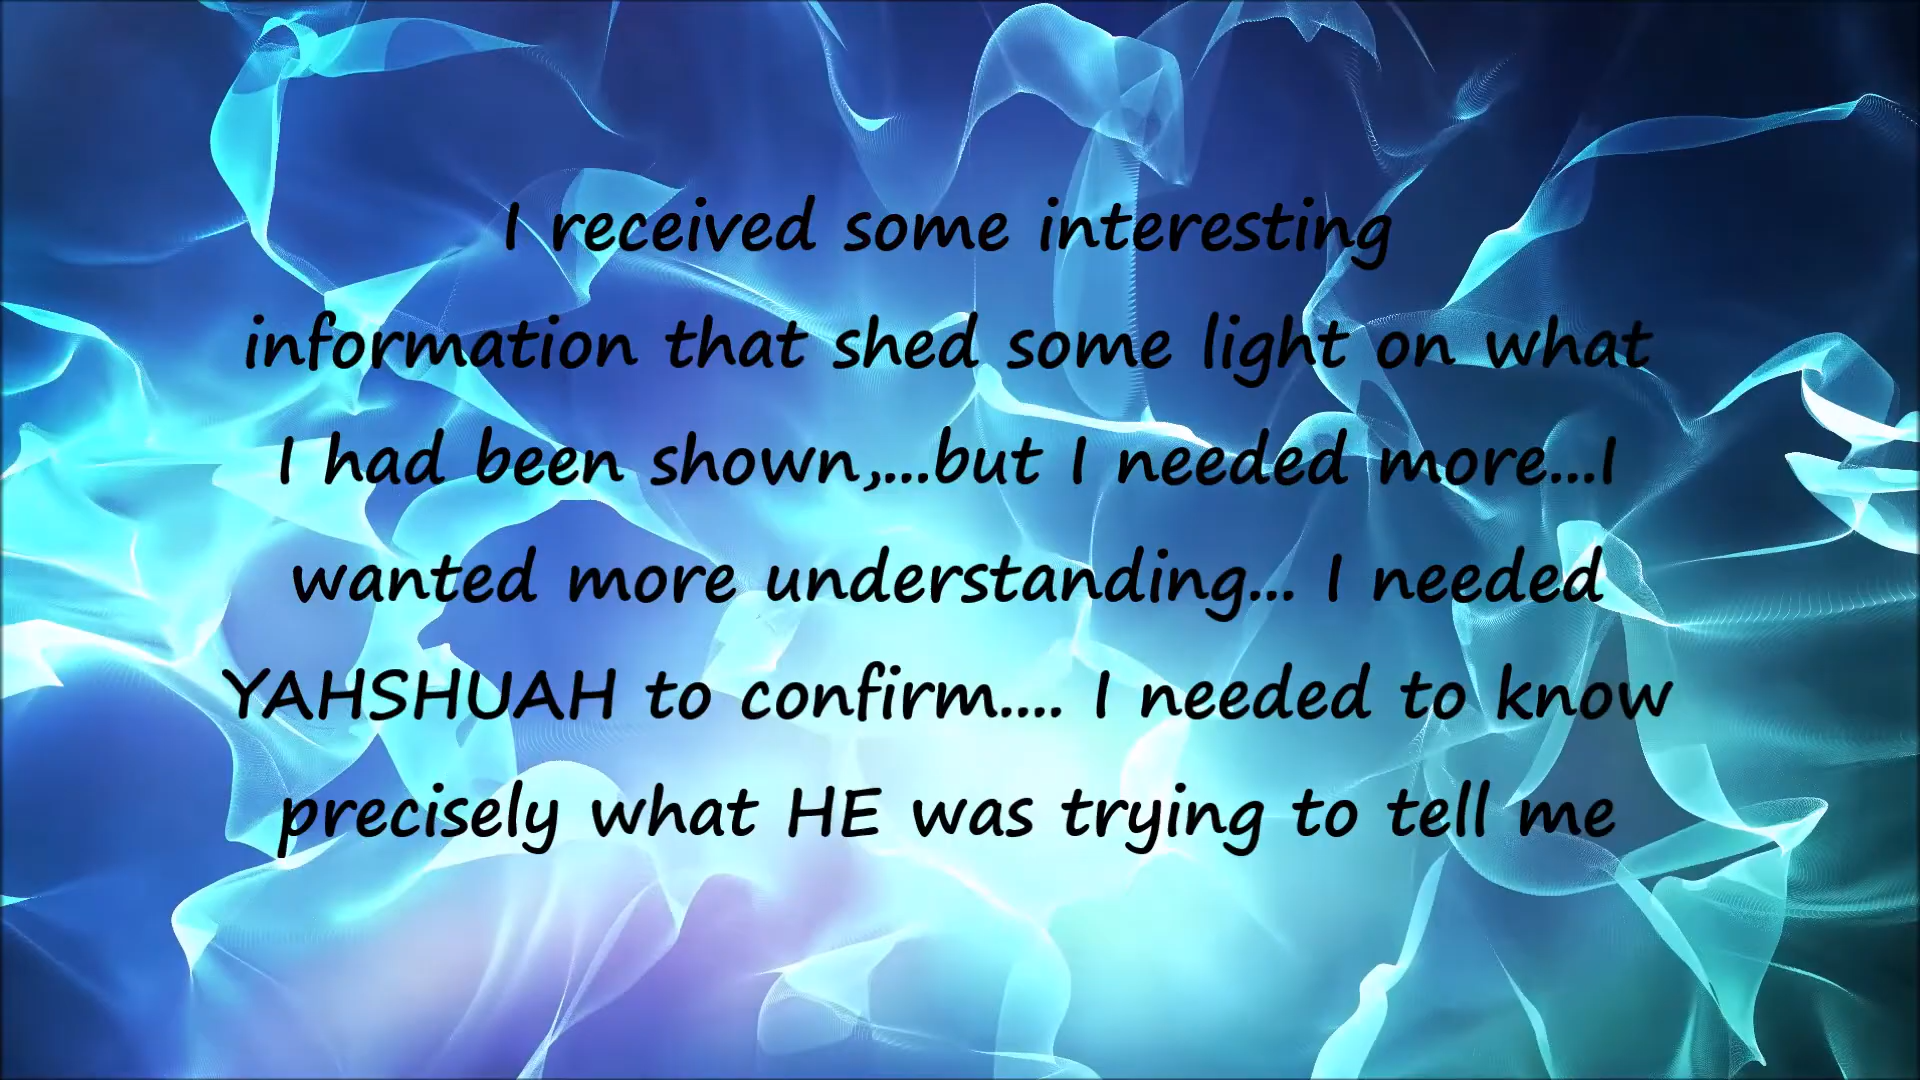 I received some interesting
information that shed some light on what
I had been shown,...but I needed more...I
wanted more understanding... I needed
YAHSHUAH to confirm.... I needed to know
precisely what HE was trying to tell me